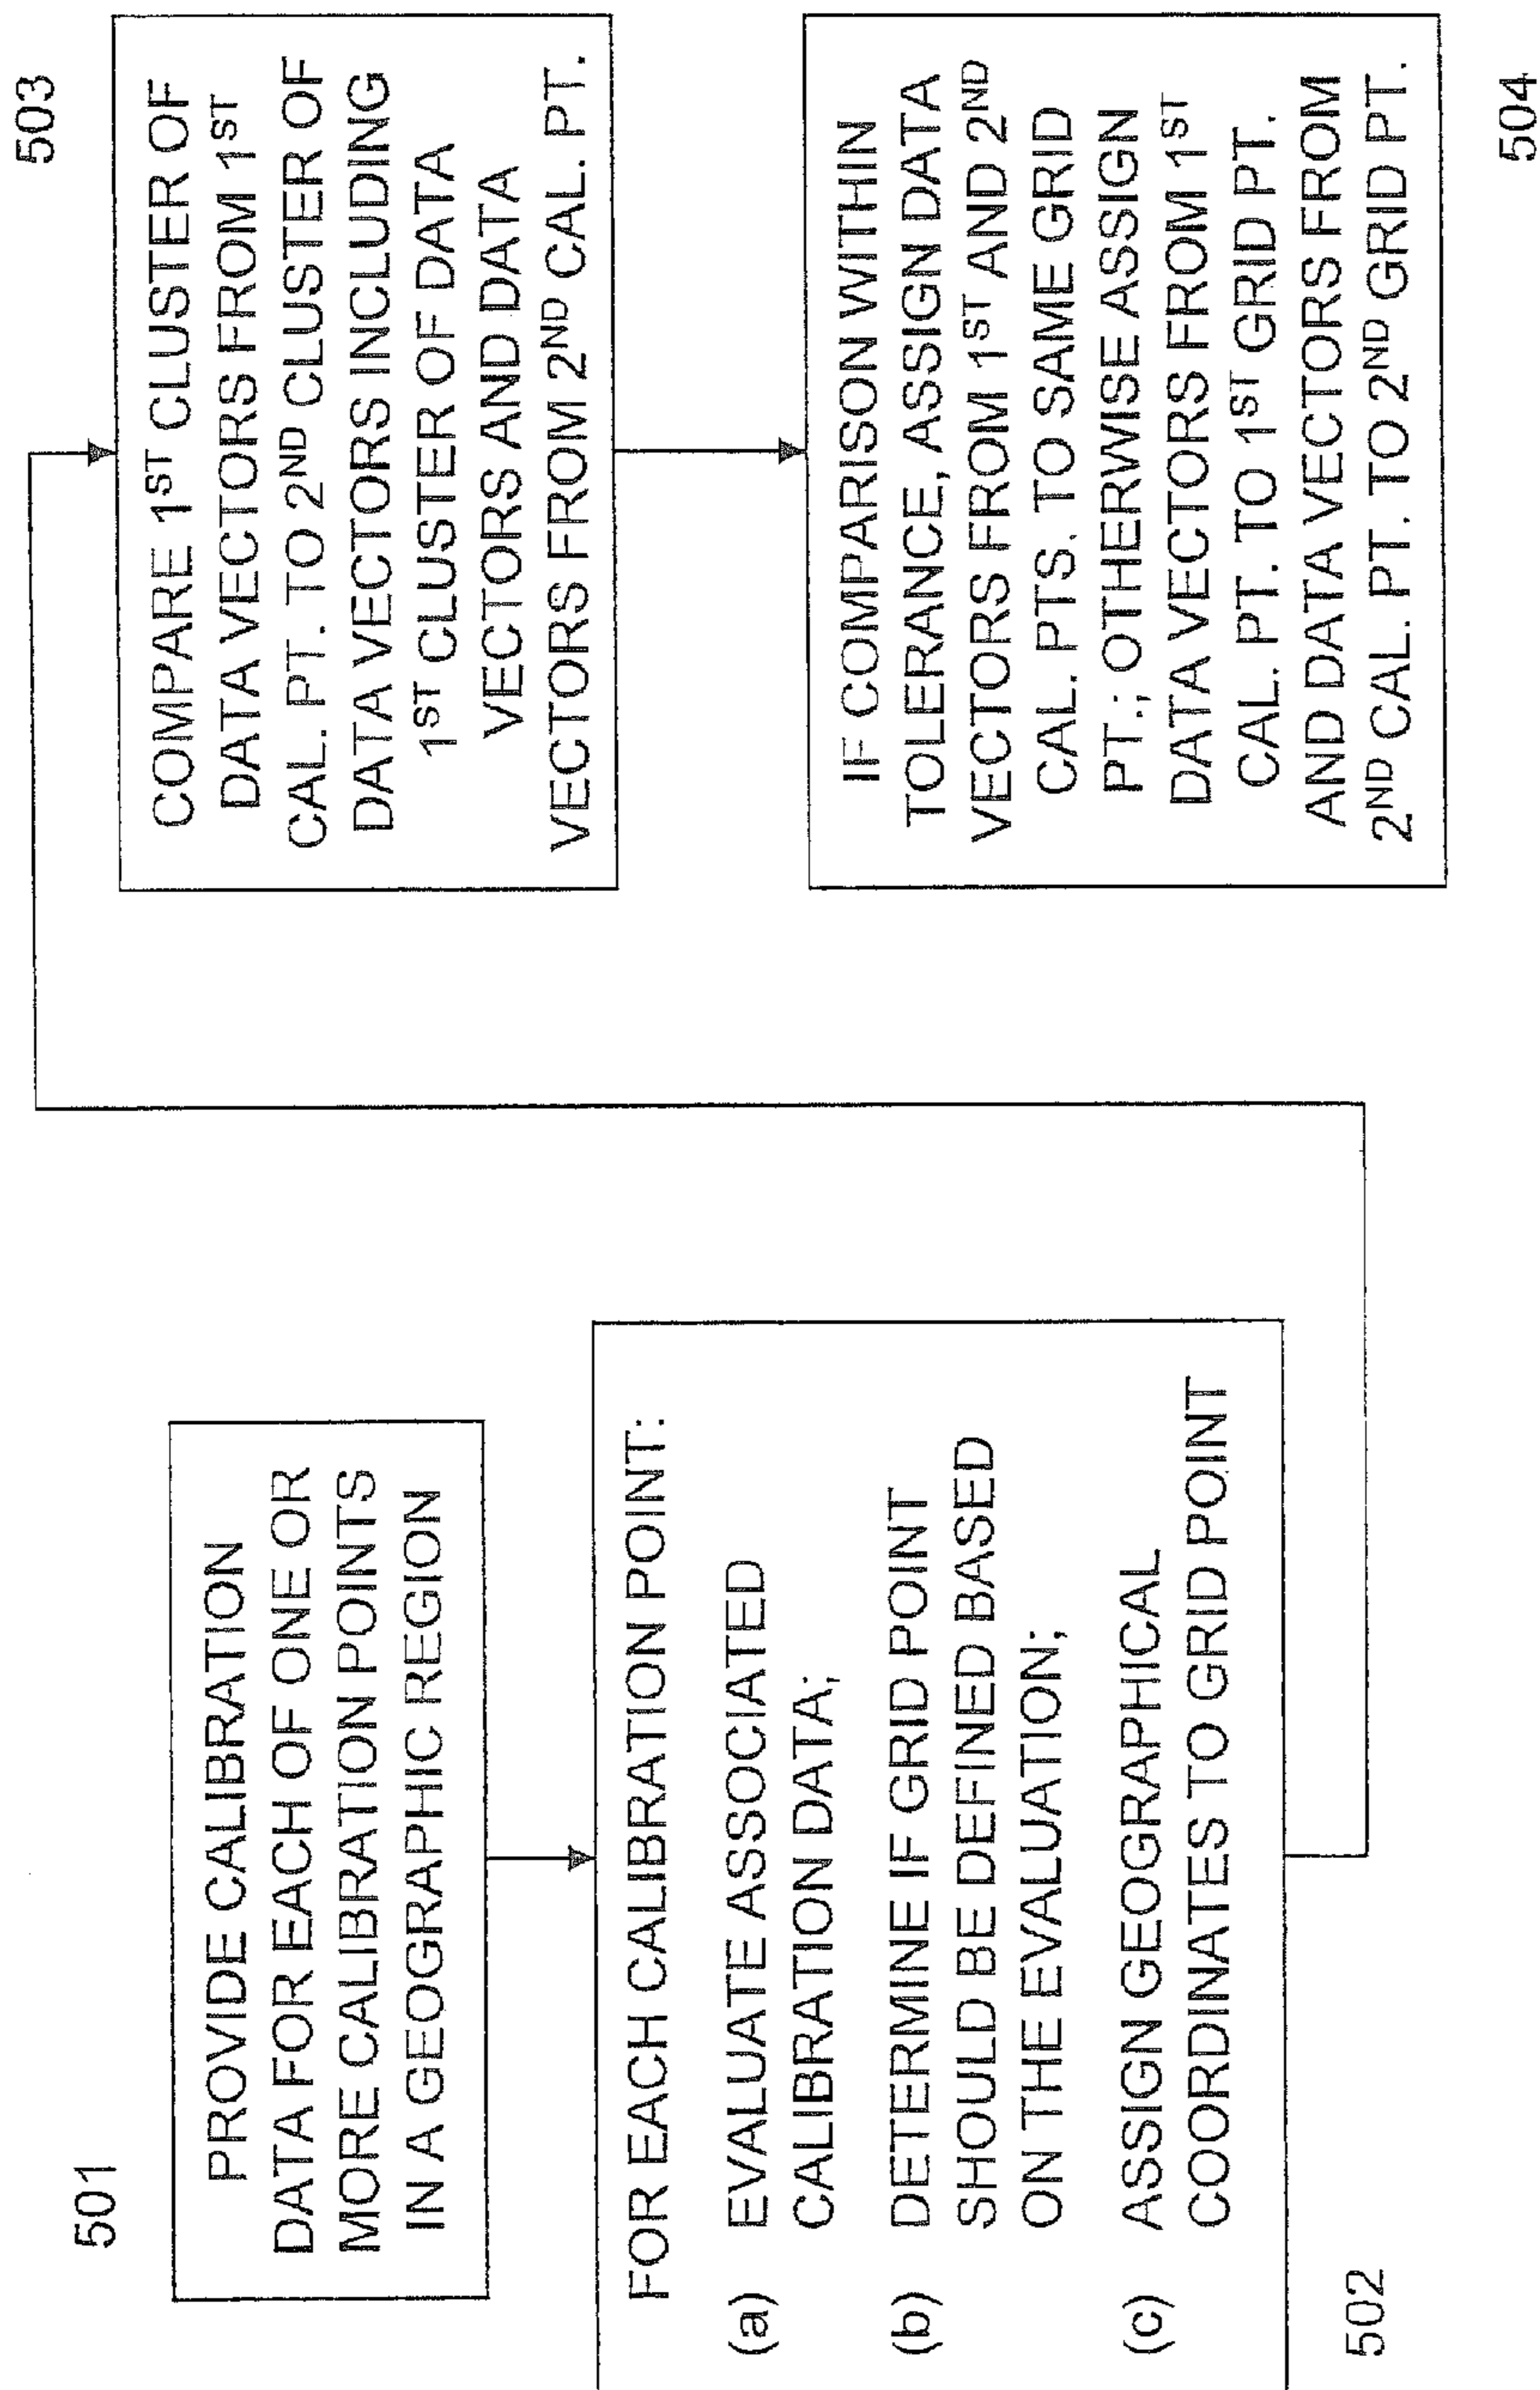 501
PROVIDE CALIBRATION
DATA FOR EACH OF ONE OR
MORE CALIBRATION POINTS
IN A GEOGRAPHIC REGION
FOR EACH CALIBRATION POINT:
(a) EVALUATE ASSOCIATED
CALIBRATION DATA;
(b) DETERMINE IF GRID POINT
SHOULD BE DEFINED BASED
ON THE EVALUATION;
(c) ASSIGN GEOGRAPHICAL
COORDINATES TO GRID POINT
502
503
COMPARE 1ST CLUSTER OF
DATA VECTORS FROM 1ST
CAL. PT. TO 2ND CLUSTER OF
DATA VECTORS INCLUDING
1ST CLUSTER OF DATA
VECTORS AND DATA
VECTORS FROM 2ND CAL. PT.
IF COMPARISON WITHIN
TOLERANCE, ASSIGN DATA
VECTORS FROM 1ST AND 2ND
CAL. PTS. TO SAME GRID
PT.; OTHERWISE ASSIGN
DATA VECTORS FROM 1ST
CAL. PT. TO 1ST GRID PT.
AND DATA VECTORS FROM
2ND CAL. PT. TO 2ND GRID PT.
504